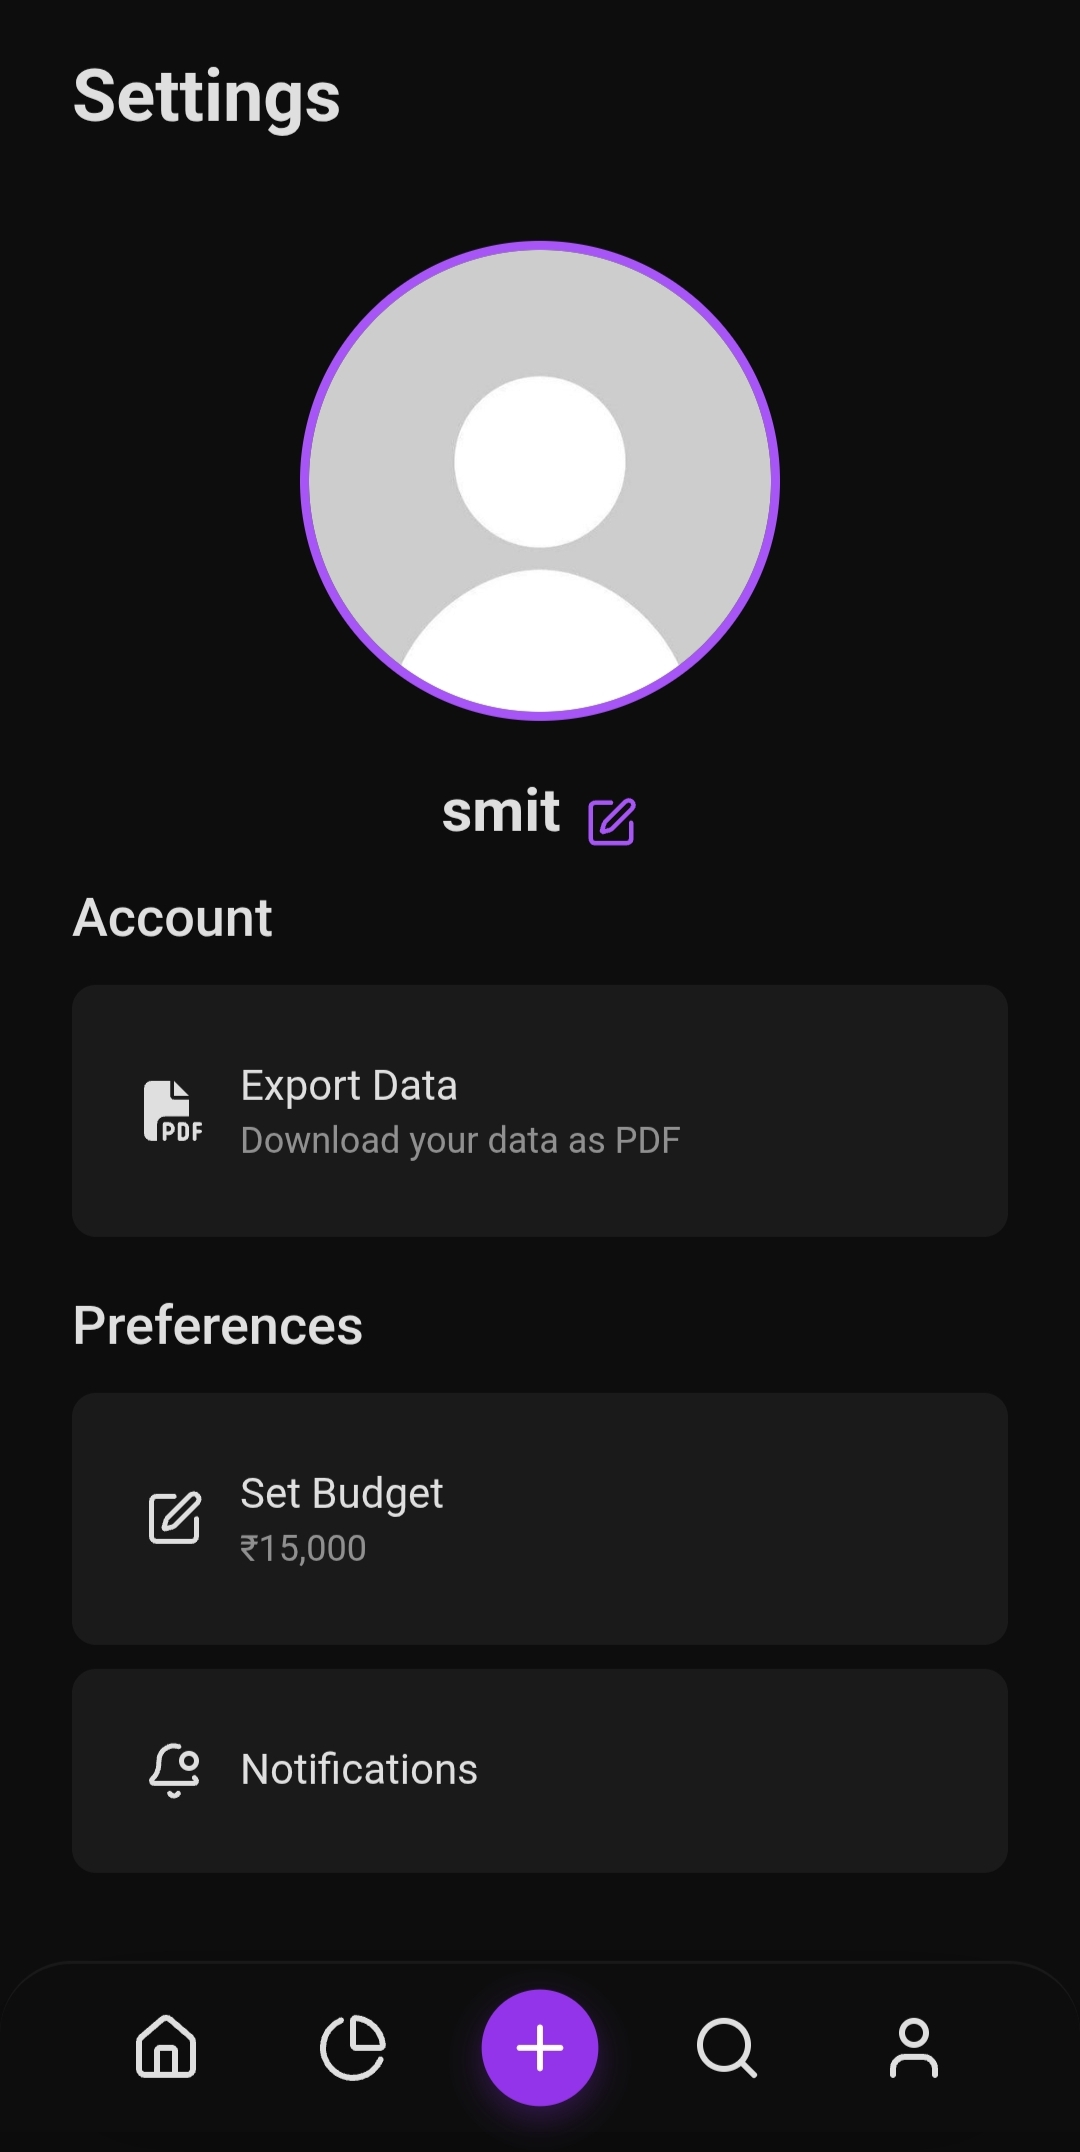 Settings
smit
Account
Export Data
PDF
Download your data as PDF
Preferences
Set Budget
₹15,000
Notifications